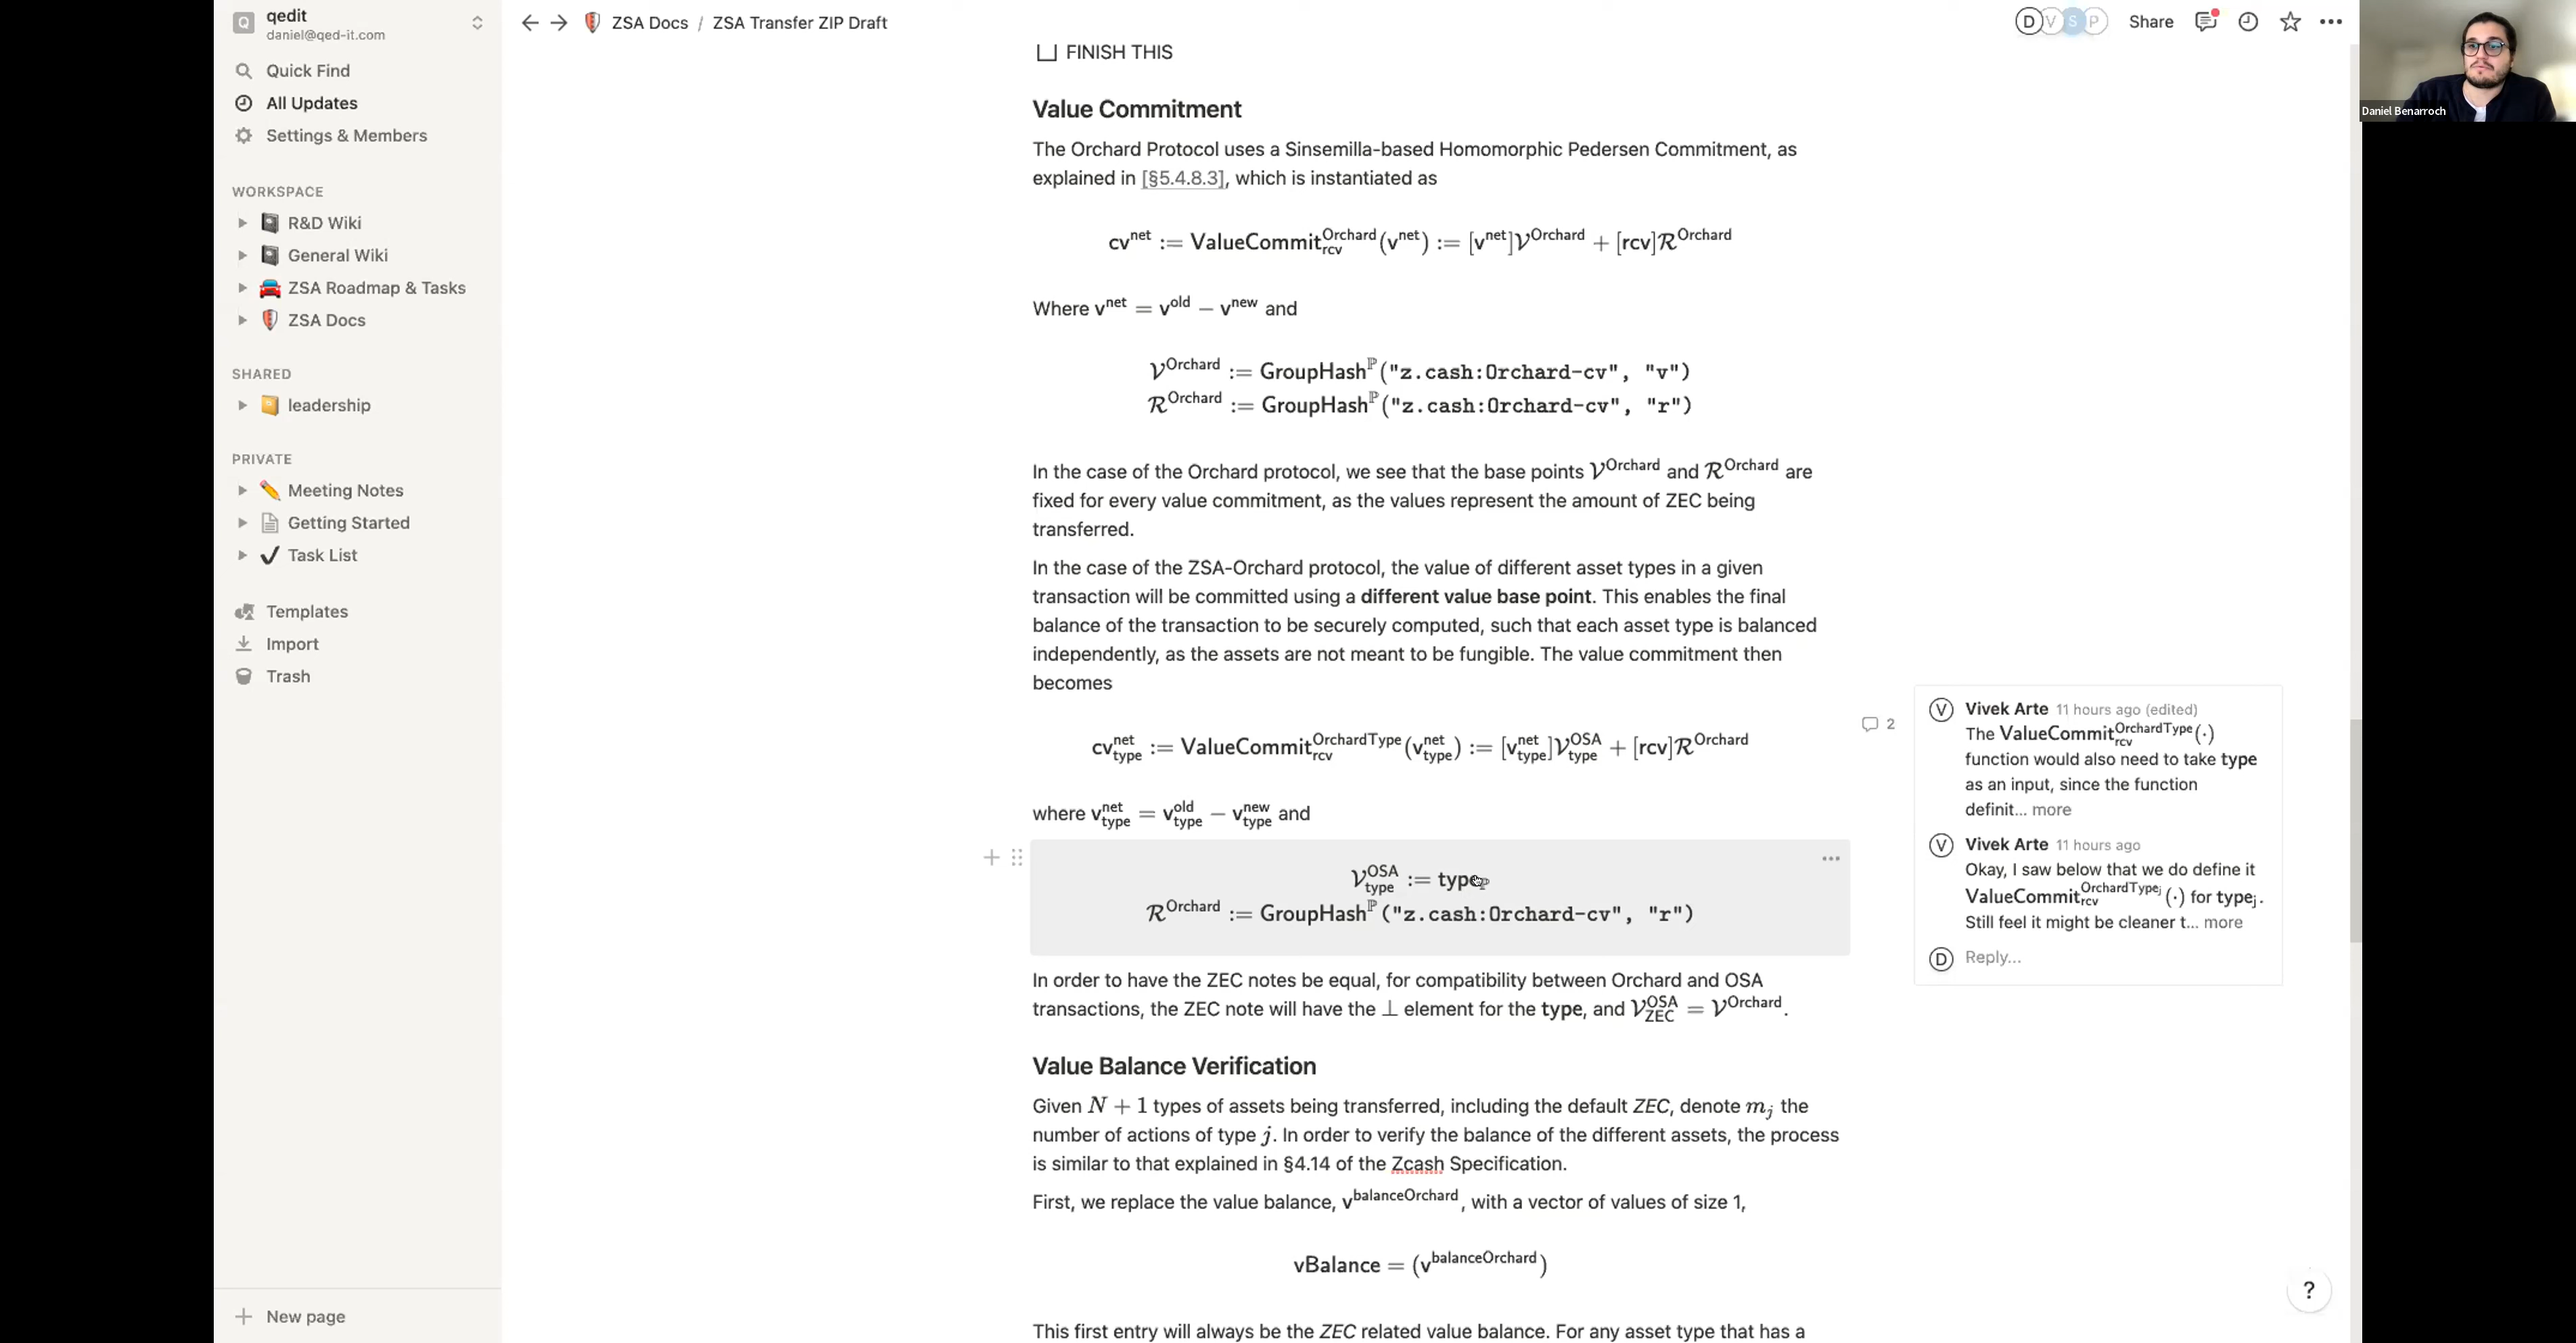 qedit
daniel@qed-it.com
Quick Find
All Updates
Settings & Members
WORKSPACE
R&D Wiki
General Wiki
ZSA Roadmap & Tasks
ZSA Docs
SHARED
leadership
PRIVATE
Meeting Notes
Getting Started
Task List
Templates
Import
Trash
New page
ZSA Docs / ZSA Transfer ZIP Draft
D V S P Share
Daniel Benarroch
FINISH THIS
Value Commitment
The Orchard Protocol uses a Sinsemilla-based Homomorphic Pedersen Commitment, as
explained in [§5.4.8.3], which is instantiated as
cv^net := ValueCommit_rcv^Orchard(v^net) := [v^net]𝒱^Orchard + [rcv]ℛ^Orchard
Where v^net = v^old − v^new and
𝒱^Orchard := GroupHash^ℙ("z.cash:Orchard-cv", "v")
ℛ^Orchard := GroupHash^ℙ("z.cash:Orchard-cv", "r")
In the case of the Orchard protocol, we see that the base points 𝒱^Orchard and ℛ^Orchard are
fixed for every value commitment, as the values represent the amount of ZEC being
transferred.
In the case of the ZSA-Orchard protocol, the value of different asset types in a given
transaction will be committed using a different value base point. This enables the final
balance of the transaction to be securely computed, such that each asset type is balanced
independently, as the assets are not meant to be fungible. The value commitment then
becomes
cv_type^net := ValueCommit_rcv^OrchardType(v_type^net) := [v_type^net]𝒱_type^OSA + [rcv]ℛ^Orchard
where v_type^net = v_type^old − v_type^new and
𝒱_type^OSA := type
ℛ^Orchard := GroupHash^ℙ("z.cash:Orchard-cv", "r")
In order to have the ZEC notes be equal, for compatibility between Orchard and OSA
transactions, the ZEC note will have the ⊥ element for the type, and 𝒱_ZEC^OSA = 𝒱^Orchard.
Value Balance Verification
Given N + 1 types of assets being transferred, including the default ZEC, denote m_j the
number of actions of type j. In order to verify the balance of the different assets, the process
is similar to that explained in §4.14 of the Zcash Specification.
First, we replace the value balance, v^balanceOrchard, with a vector of values of size 1,
vBalance = (v^balanceOrchard)
This first entry will always be the ZEC related value balance. For any asset type that has a
2
V Vivek Arte 11 hours ago (edited)
The ValueCommit_rcv^OrchardType(·)
function would also need to take type
as an input, since the function
definit... more
V Vivek Arte 11 hours ago
Okay, I saw below that we do define it
ValueCommit_rcv^OrchardType_j(·) for type_j.
Still feel it might be cleaner t... more
D Reply...
?